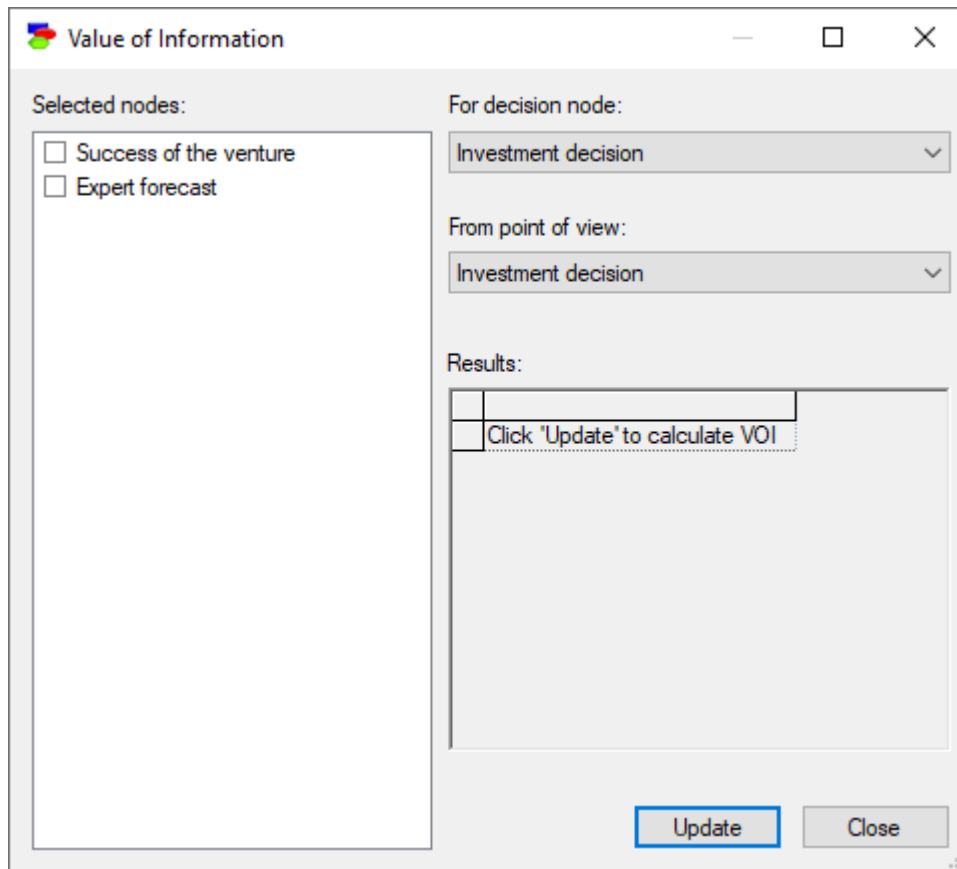 Value of Information
Selected nodes:
Success of the venture
Expert forecast
For decision node:
Investment decision
From point of view:
Investment decision
Results:
Click 'Update' to calculate VOI
Update
Close